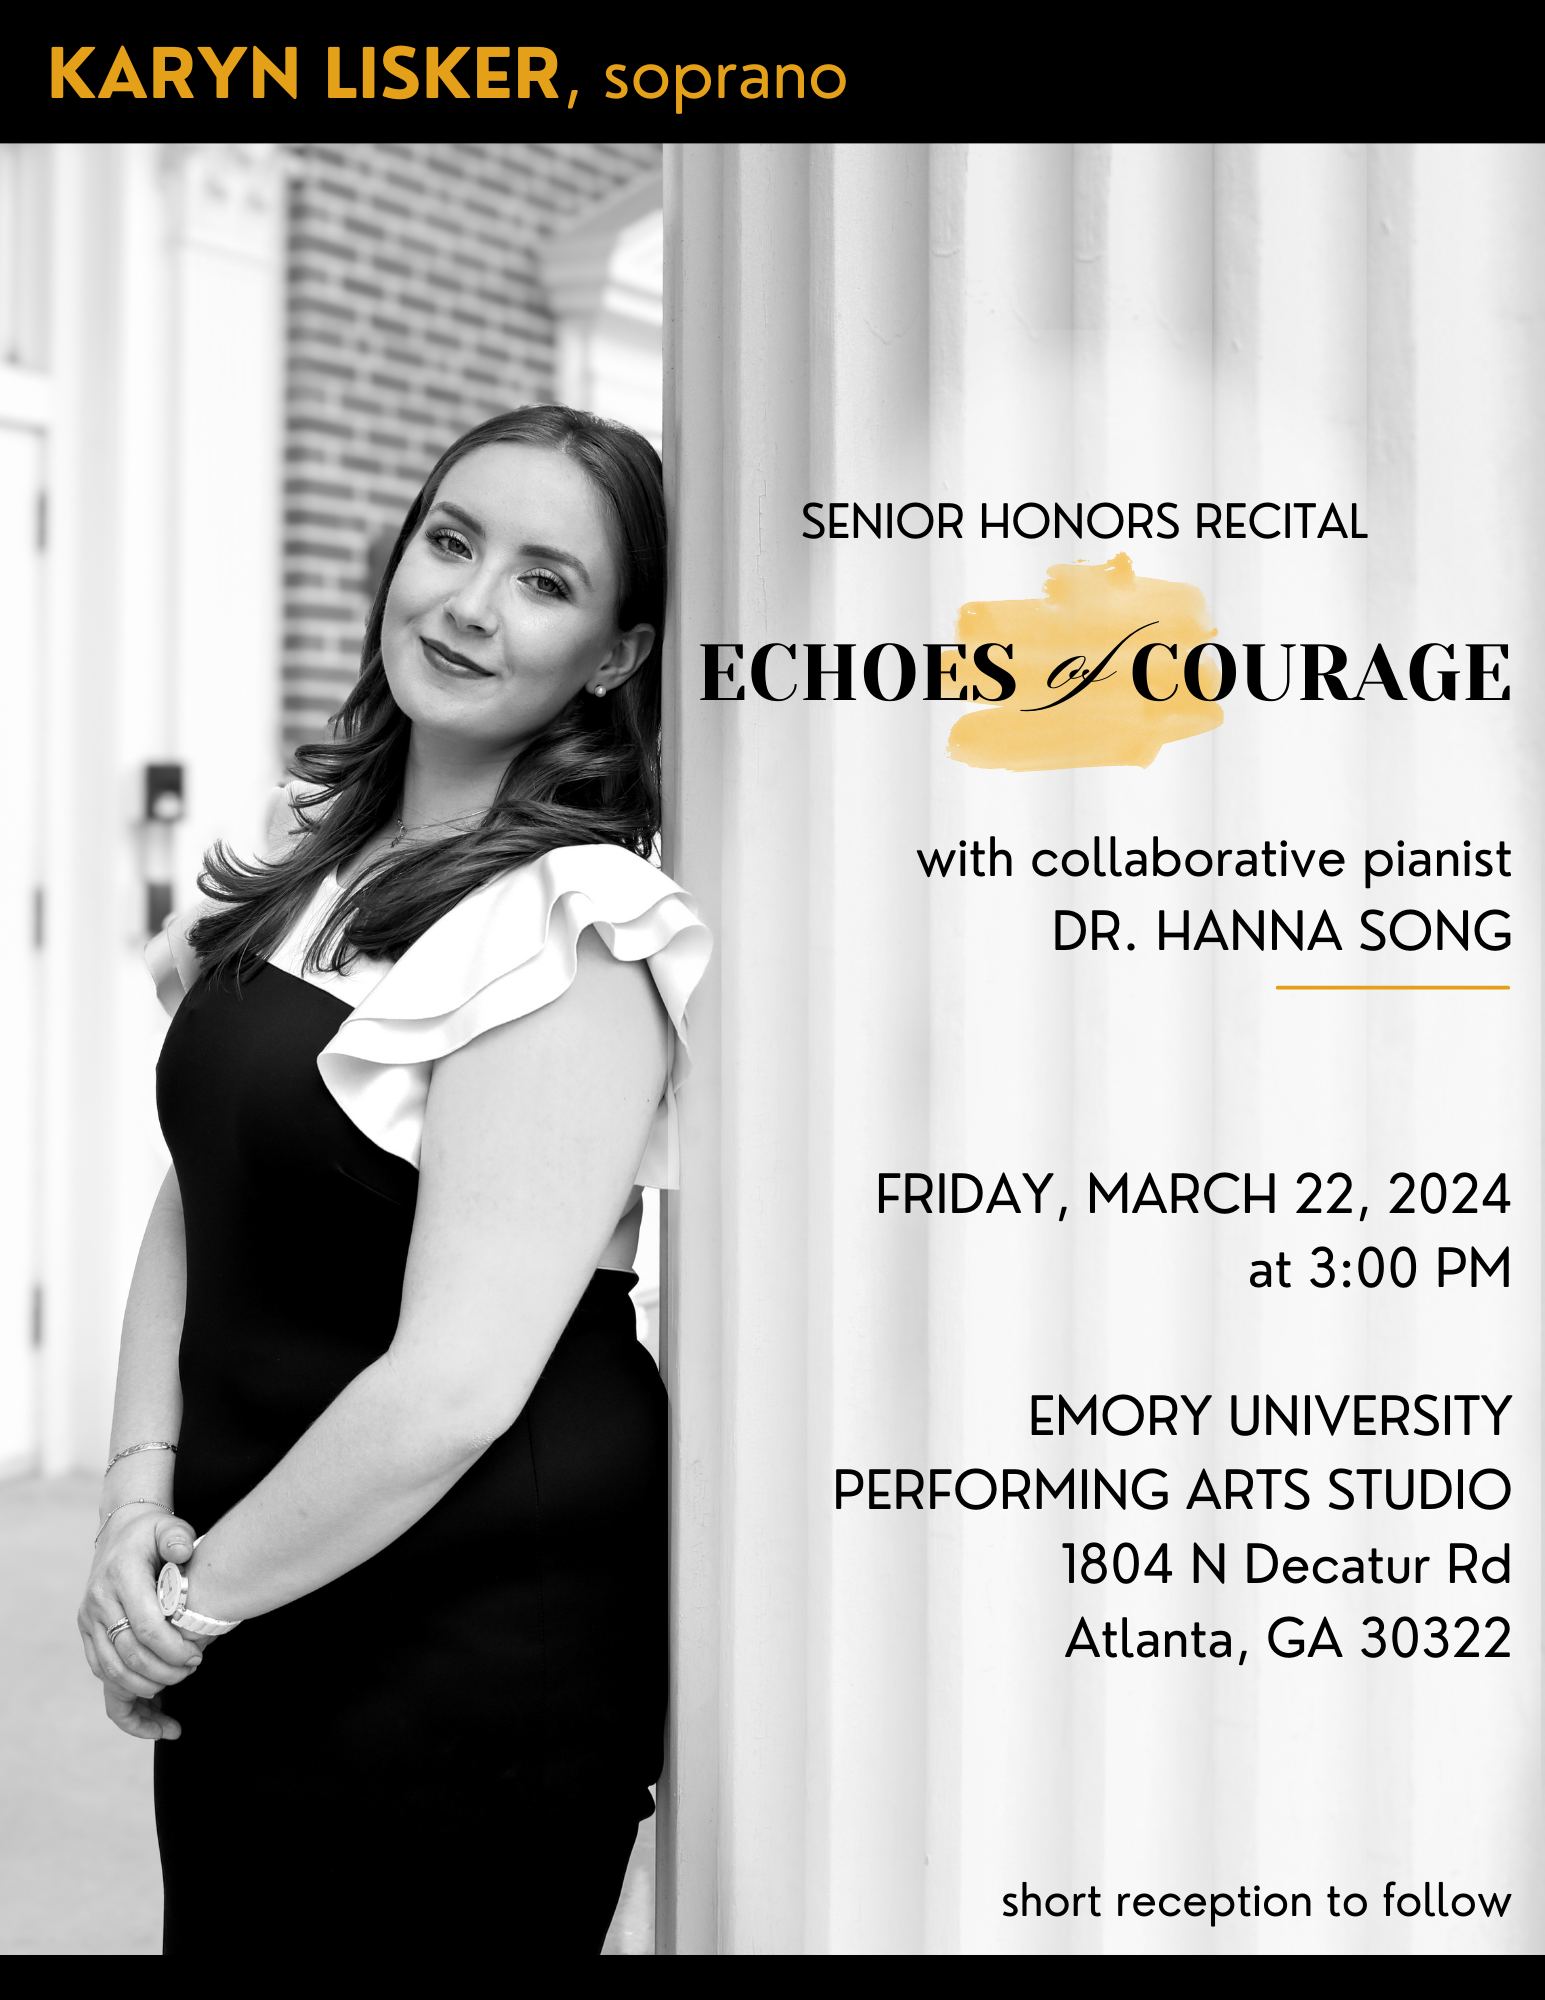 KARYN LISKER, soprano
SENIOR HONORS RECITAL
ECHOES of COURAGE
with collaborative pianist
DR. HANNA SONG
FRIDAY, MARCH 22, 2024
at 3:00 PM
EMORY UNIVERSITY
PERFORMING ARTS STUDIO
1804 N Decatur Rd
Atlanta, GA 30322
short reception to follow